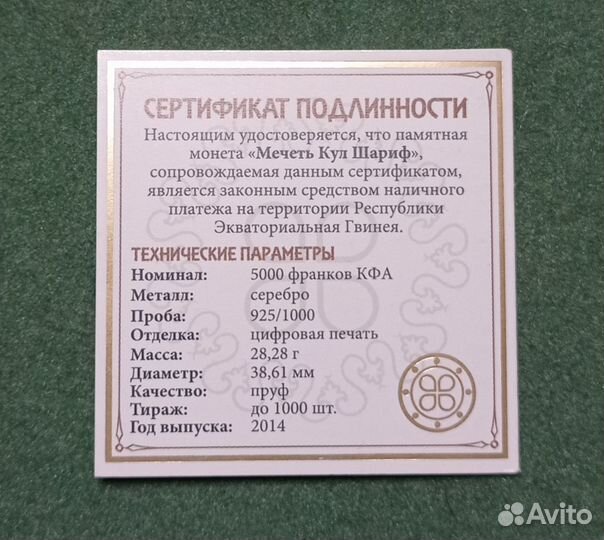 СЕРТИФИКАТ ПОДЛИННОСТИ
Настоящим удостоверяется, что памятная
монета «Мечеть Кул Шариф»,
сопровождаемая данным сертификатом,
является законным средством наличного
платежа на территории Республики
Экваториальная Гвинея.
ТЕХНИЧЕСКИЕ ПАРАМЕТРЫ
Номинал: 5000 франков КФА
Металл: серебро
Проба: 925/1000
Отделка: цифровая печать
Масса: 28,28 г
Диаметр: 38,61 мм
Качество: пруф
Тираж: до 1000 шт.
Год выпуска: 2014
Avito